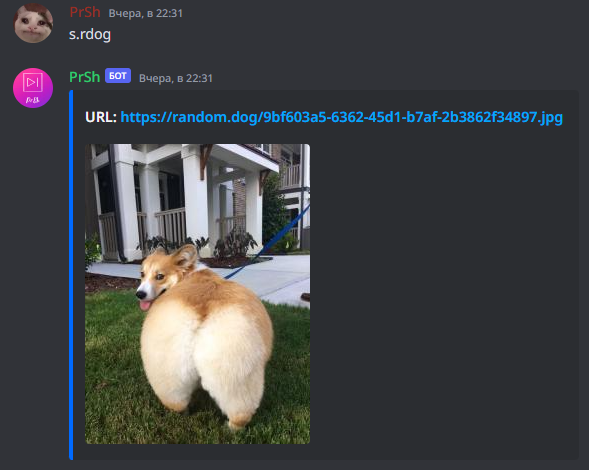 PrSh Вчера, в 22:31
s.rdog
PrSh БОТ Вчера, в 22:31
URL: https://random.dog/9bf603a5-6362-45d1-b7af-2b3862f34897.jpg
PrSh